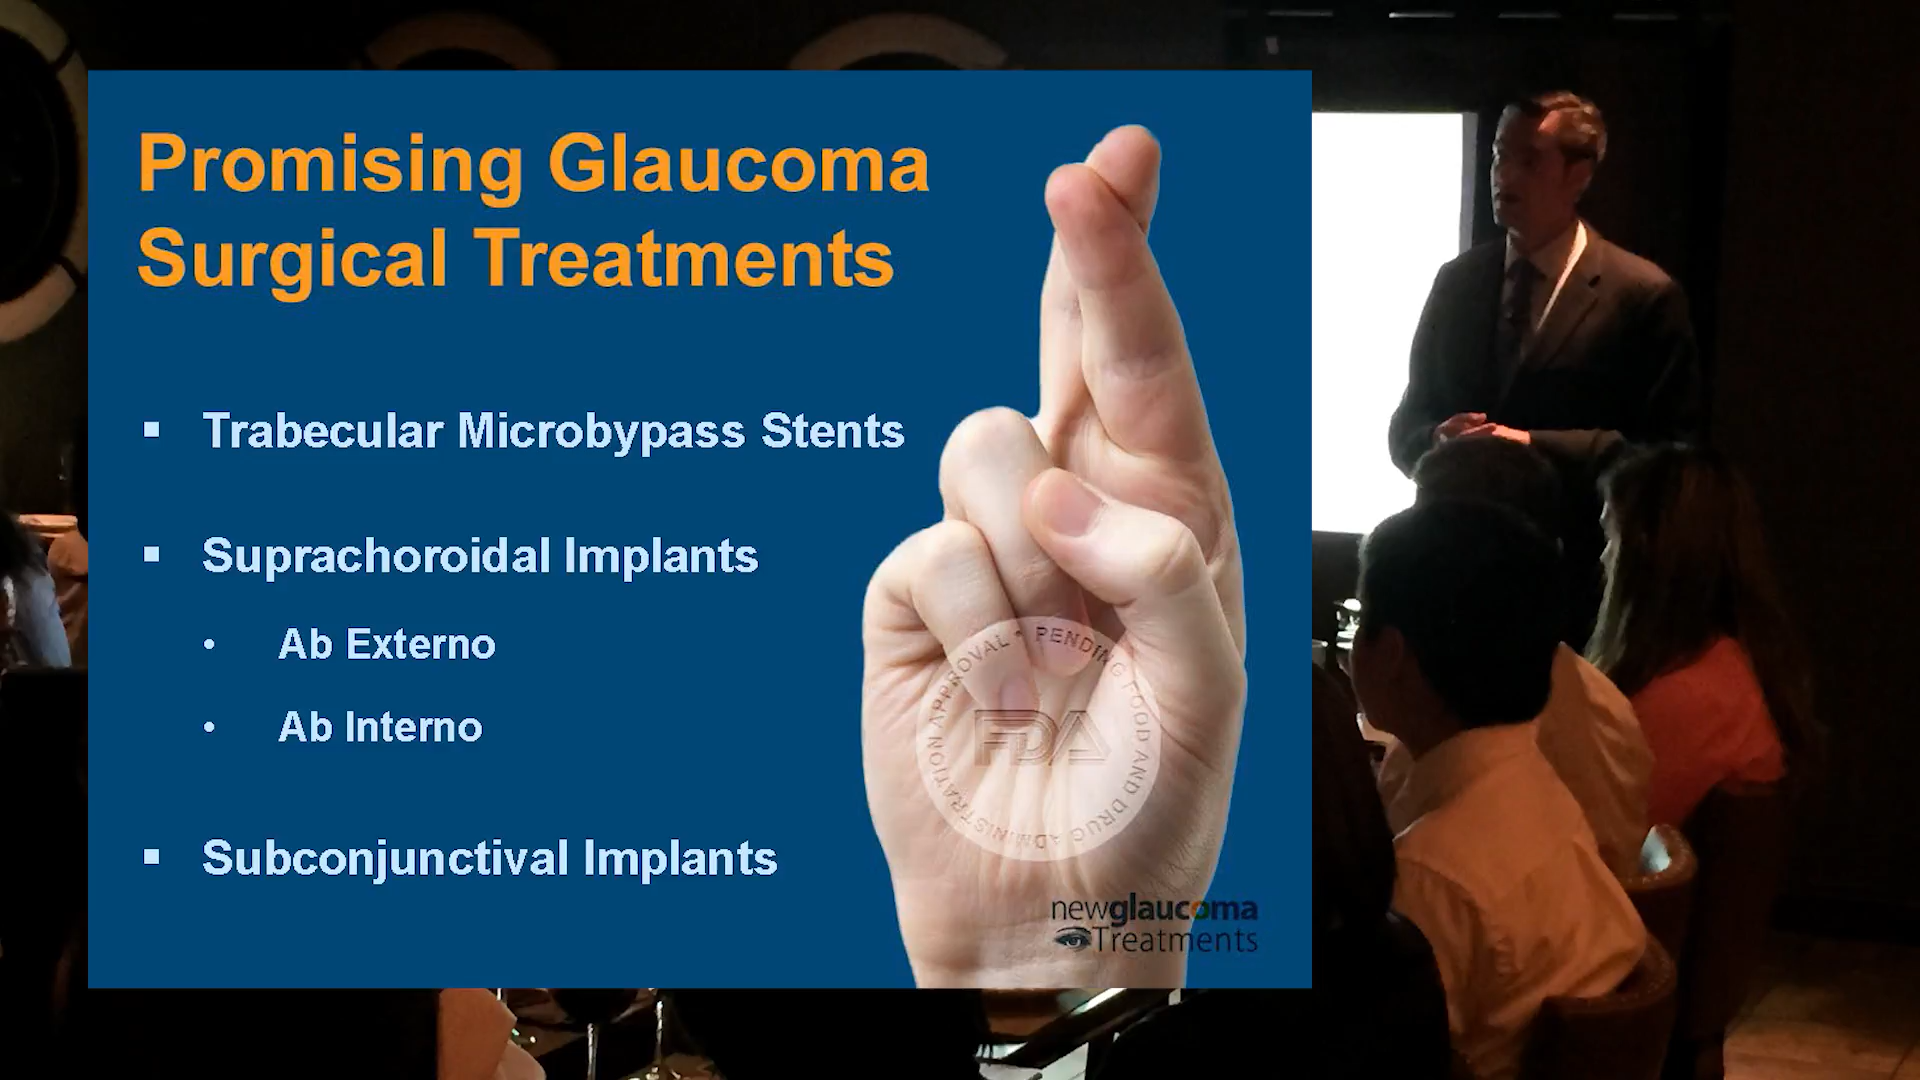 Promising Glaucoma
Surgical Treatments
▪ Trabecular Microbypass Stents
▪ Suprachoroidal Implants
• Ab Externo
• Ab Interno
▪ Subconjunctival Implants
PENDING FOOD AND DRUG ADMINISTRATION APPROVAL •
FDA
newglaucoma
Treatments